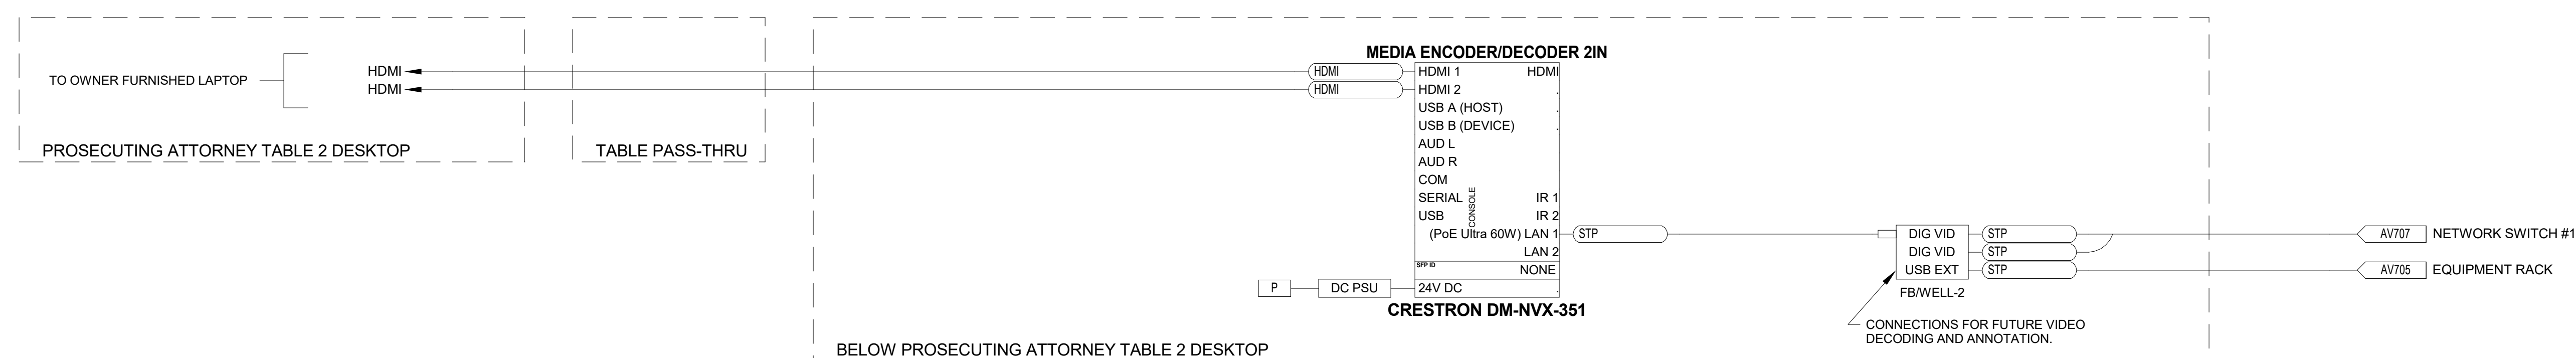 MEDIA ENCODER/DECODER 2IN
TO OWNER FURNISHED LAPTOP
HDMI
HDMI
PROSECUTING ATTORNEY TABLE 2 DESKTOP
TABLE PASS-THRU
HDMI
HDMI
HDMI 1 HDMI
HDMI 2 .
USB A (HOST) .
USB B (DEVICE) .
AUD L
AUD R
COM
SERIAL IR 1
USB IR 2
CONSOLE
(PoE Ultra 60W) LAN 1
LAN 2
SFP ID NONE
24V DC .
P
DC PSU
CRESTRON DM-NVX-351
STP
DIG VID STP
DIG VID STP
USB EXT STP
FB/WELL-2
CONNECTIONS FOR FUTURE VIDEO
DECODING AND ANNOTATION.
AV707 NETWORK SWITCH #1
AV705 EQUIPMENT RACK
BELOW PROSECUTING ATTORNEY TABLE 2 DESKTOP